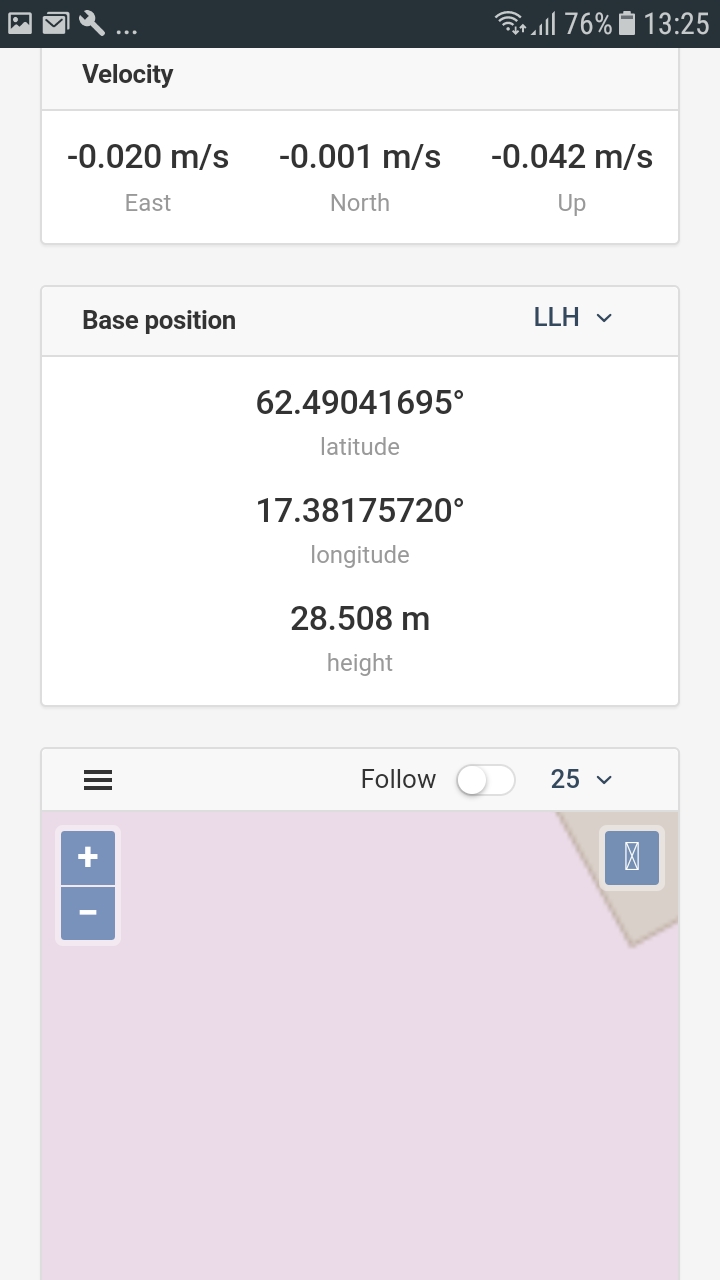 ... 76% 13:25
Velocity
-0.020 m/s -0.001 m/s -0.042 m/s
East North Up
Base position LLH
62.49041695°
latitude
17.38175720°
longitude
28.508 m
height
Follow 25
+
−